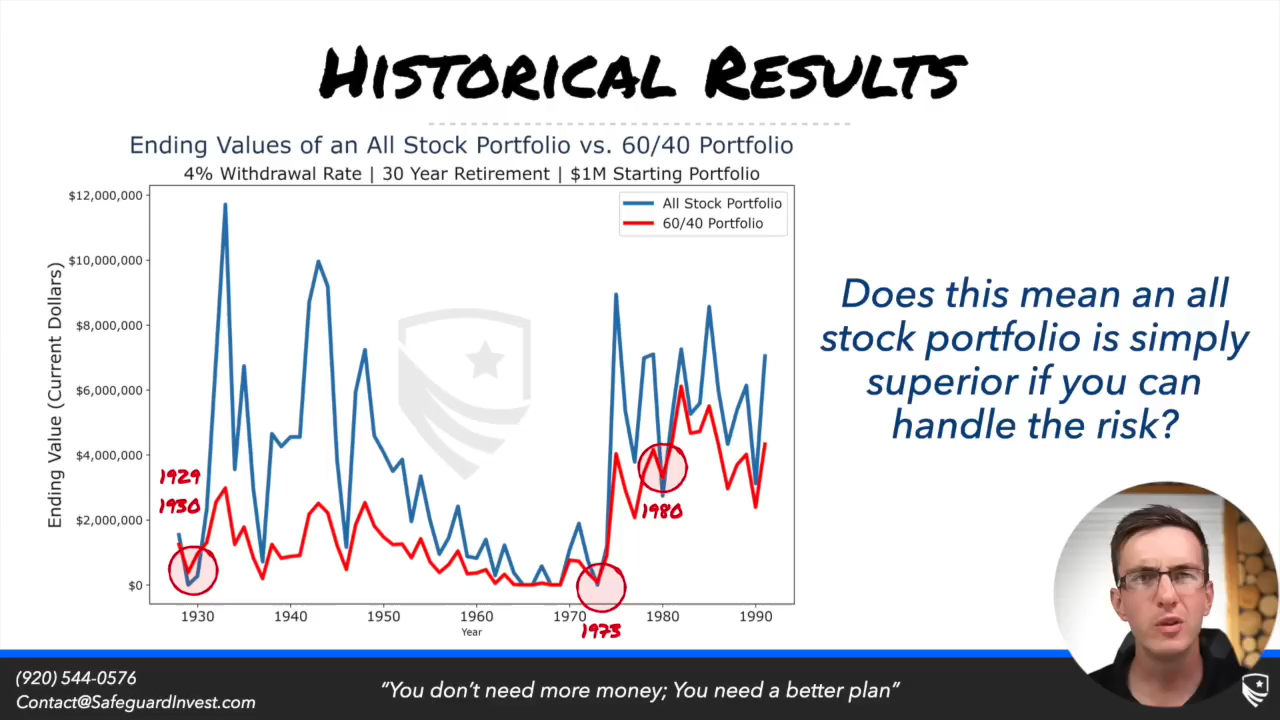 Historical Results
Ending Values of an All Stock Portfolio vs. 60/40 Portfolio
4% Withdrawal Rate | 30 Year Retirement | $1M Starting Portfolio
All Stock Portfolio
60/40 Portfolio
Ending Value (Current Dollars)
$12,000,000
$10,000,000
$8,000,000
$6,000,000
$4,000,000
$2,000,000
$0
1929
1930
1980
1973
1930
1940
1950
1960
1970
1980
1990
Year
Does this mean an all
stock portfolio is simply
superior if you can
handle the risk?
(920) 544-0576
Contact@SafeguardInvest.com
“You don’t need more money; You need a better plan”